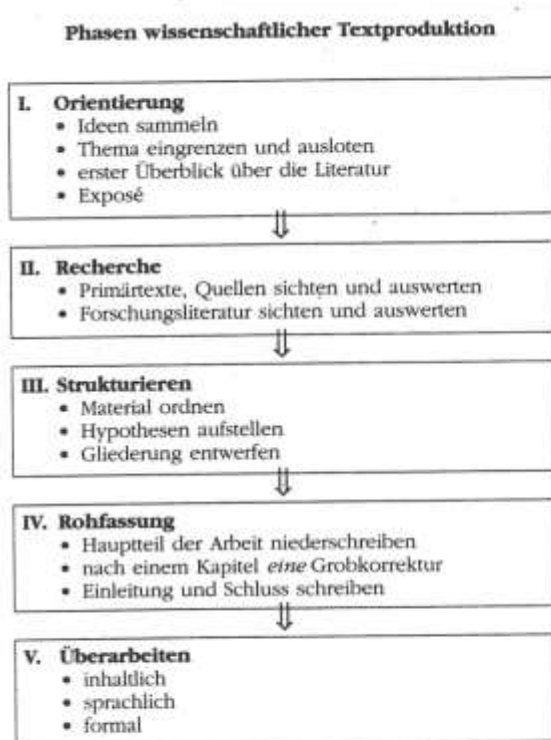 Phasen wissenschaftlicher Textproduktion
I. Orientierung
• Ideen sammeln
• Thema eingrenzen und ausloten
• erster Überblick über die Literatur
• Exposé
II. Recherche
• Primärtexte, Quellen sichten und auswerten
• Forschungsliteratur sichten und auswerten
III. Strukturieren
• Material ordnen
• Hypothesen aufstellen
• Gliederung entwerfen
IV. Rohfassung
• Hauptteil der Arbeit niederschreiben
• nach einem Kapitel eine Grobkorrektur
• Einleitung und Schluss schreiben
V. Überarbeiten
• inhaltlich
• sprachlich
• formal